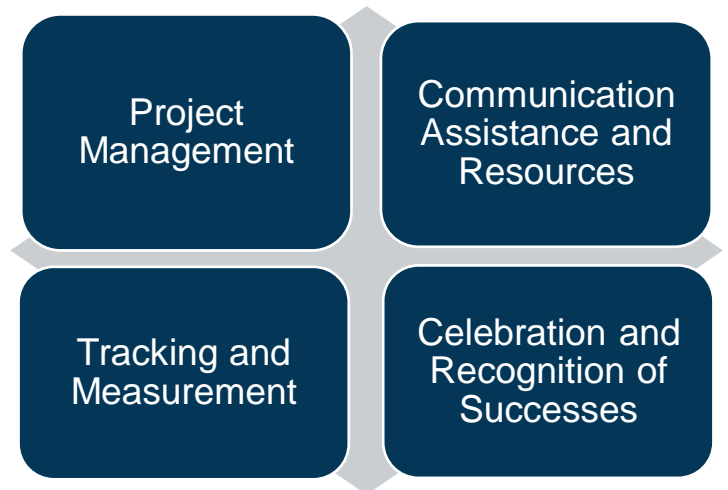 Project
Management
Communication
Assistance and
Resources
Tracking and
Measurement
Celebration and
Recognition of
Successes